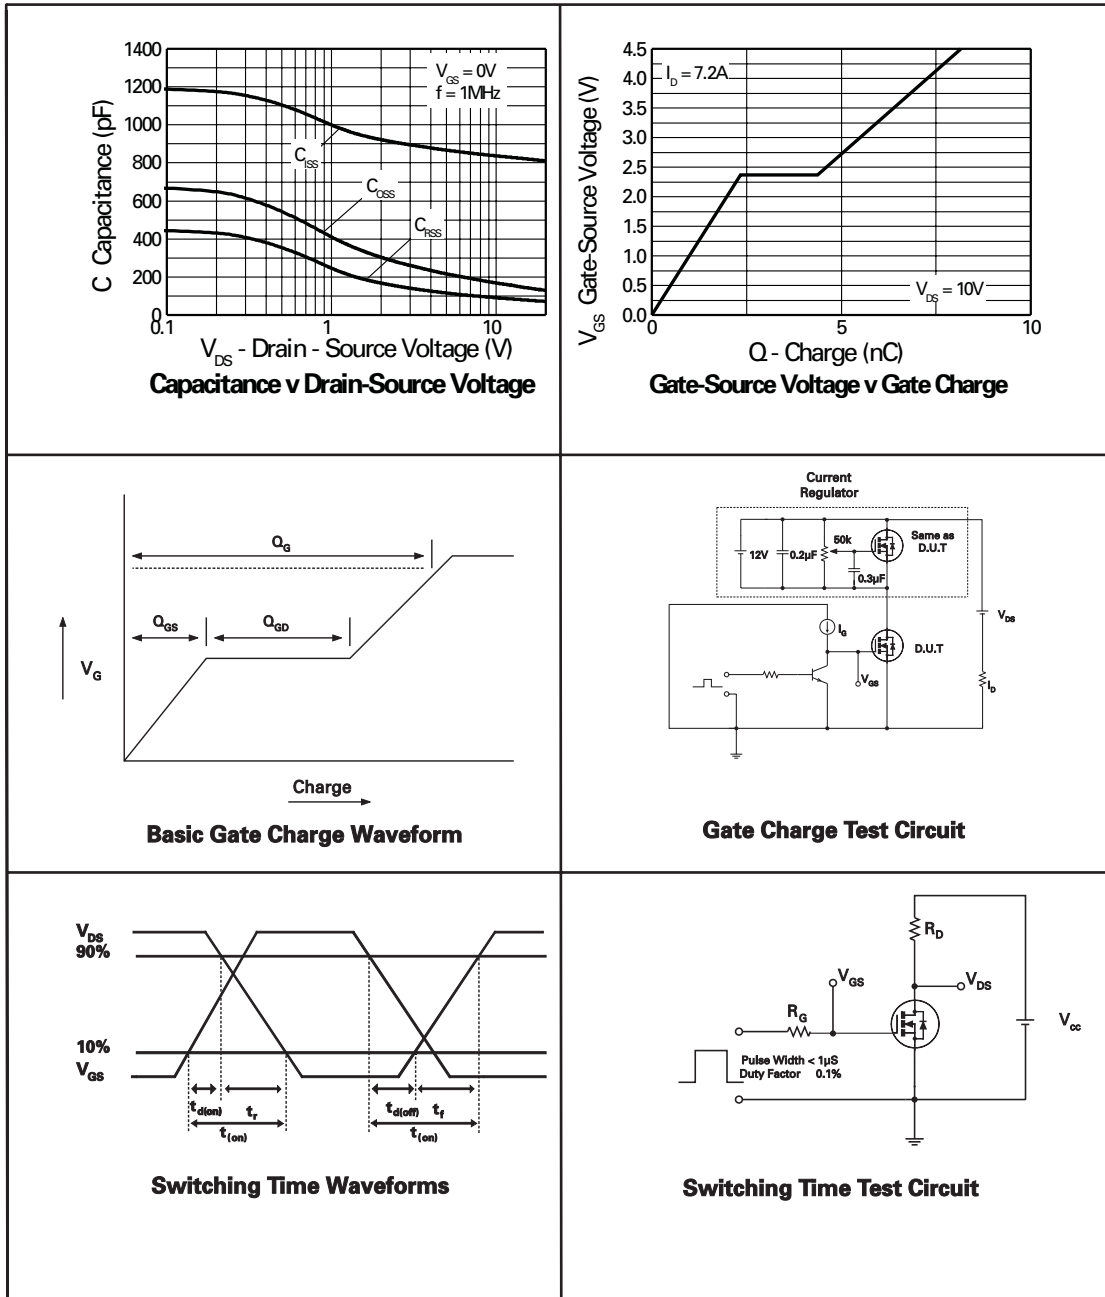 1400
1200
1000
800
600
400
200
0
0.1
1
10
C Capacitance (pF)
V_GS = 0V
f = 1MHz
C_ISS
C_OSS
C_RSS
V_DS - Drain - Source Voltage (V)
Capacitance v Drain-Source Voltage
4.5
4.0
3.5
3.0
2.5
2.0
1.5
1.0
0.5
0.0
0
5
10
V_GS Gate-Source Voltage (V)
I_D = 7.2A
V_DS = 10V
Q - Charge (nC)
Gate-Source Voltage v Gate Charge
Q_G
Q_GS
Q_GD
V_G
Charge
Basic Gate Charge Waveform
Current
Regulator
12V
0.2µF
50k
0.3µF
Same as
D.U.T
I_G
V_GS
D.U.T
V_DS
I_D
Gate Charge Test Circuit
V_DS
90%
10%
V_GS
t_d(on)
t_r
t_(on)
t_d(off)
t_f
t_(on)
Switching Time Waveforms
R_D
V_GS
V_DS
R_G
V_cc
Pulse Width < 1µS
Duty Factor 0.1%
Switching Time Test Circuit